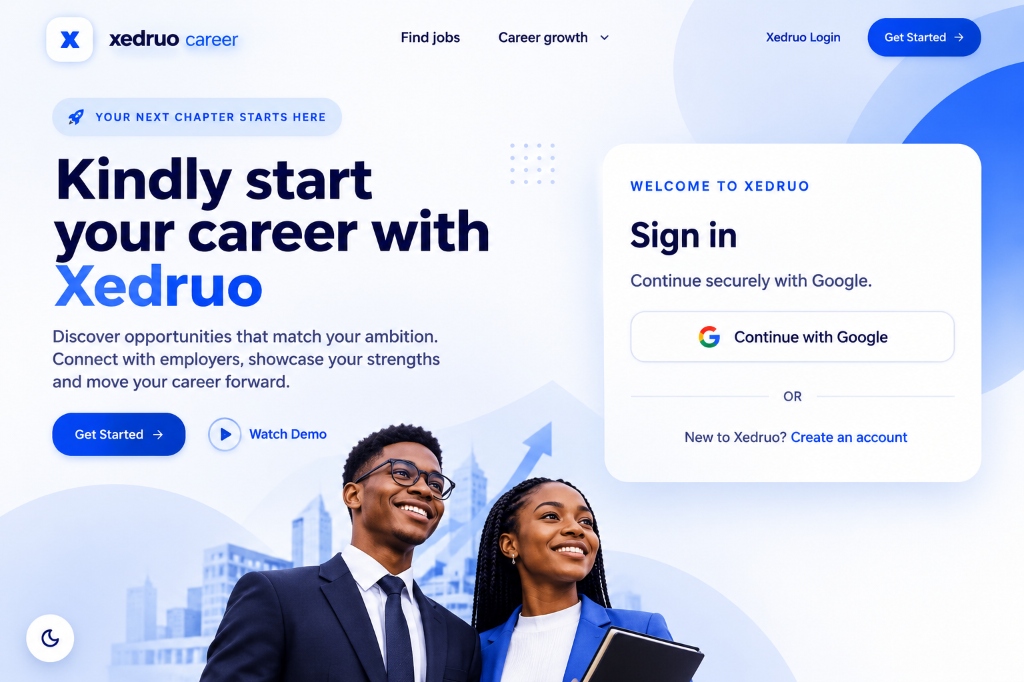 x xedruo career
Find jobs
Career growth
Xedruo Login
Get Started →
YOUR NEXT CHAPTER STARTS HERE
Kindly start
your career with
Xedruo
Discover opportunities that match your ambition.
Connect with employers, showcase your strengths
and move your career forward.
Get Started →
Watch Demo
WELCOME TO XEDRUO
Sign in
Continue securely with Google.
G Continue with Google
OR
New to Xedruo? Create an account